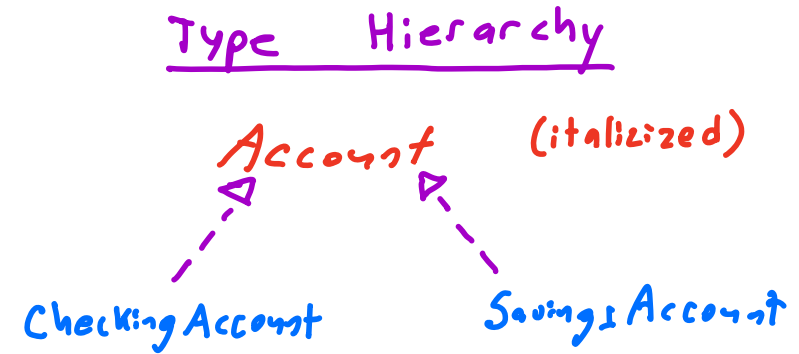 Type Hierarchy
Account (italicized)
CheckingAccount
SavingsAccount